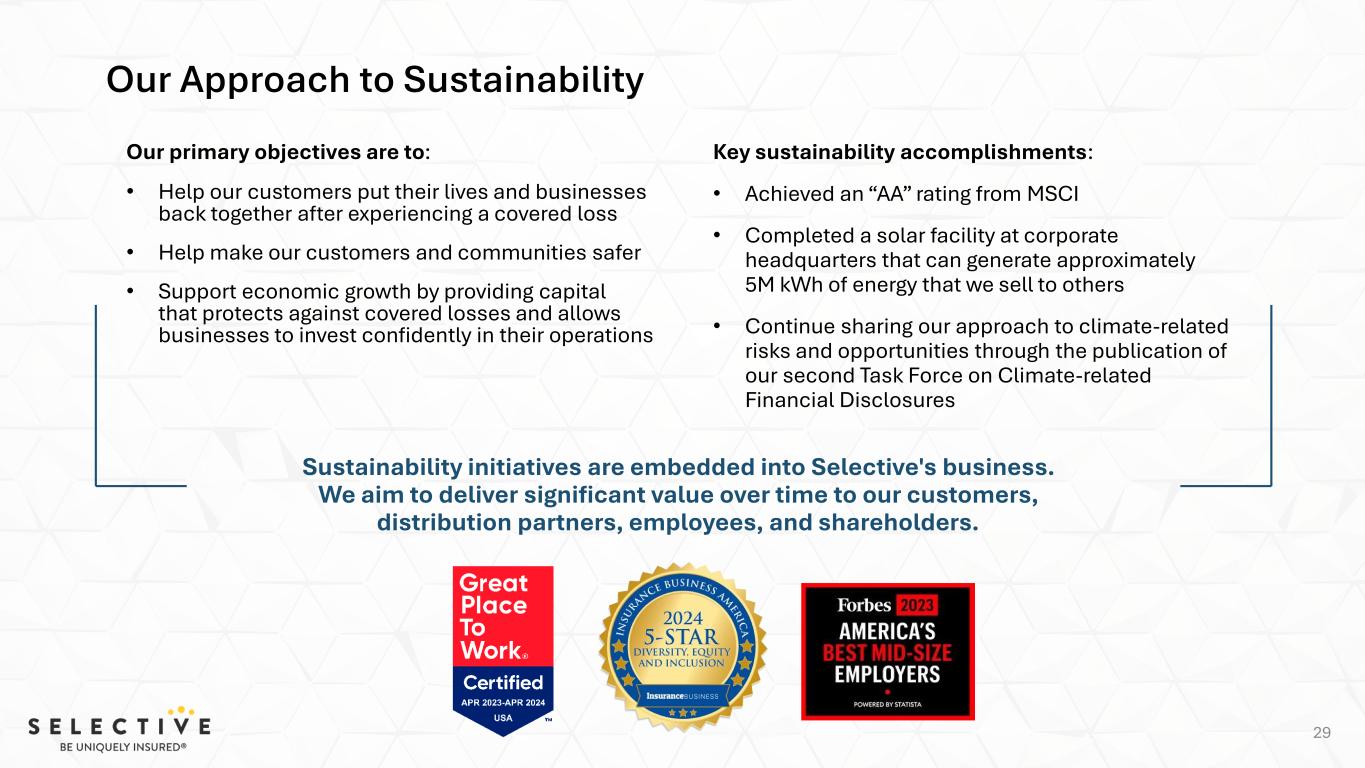 Our Approach to Sustainability
Our primary objectives are to:
• Help our customers put their lives and businesses
back together after experiencing a covered loss
• Help make our customers and communities safer
• Support economic growth by providing capital
that protects against covered losses and allows
businesses to invest confidently in their operations
Key sustainability accomplishments:
• Achieved an “AA” rating from MSCI
• Completed a solar facility at corporate
headquarters that can generate approximately
5M kWh of energy that we sell to others
• Continue sharing our approach to climate-related
risks and opportunities through the publication of
our second Task Force on Climate-related
Financial Disclosures
Sustainability initiatives are embedded into Selective's business.
We aim to deliver significant value over time to our customers,
distribution partners, employees, and shareholders.
Great
Place
To
Work®
Certified
APR 2023-APR 2024
USA
™
INSURANCE BUSINESS AMERICA
2024
5-STAR
DIVERSITY, EQUITY
AND INCLUSION
InsuranceBUSINESS
Forbes 2023
AMERICA'S
BEST MID-SIZE
EMPLOYERS
POWERED BY STATISTA
SELECTIVE
BE UNIQUELY INSURED®
29